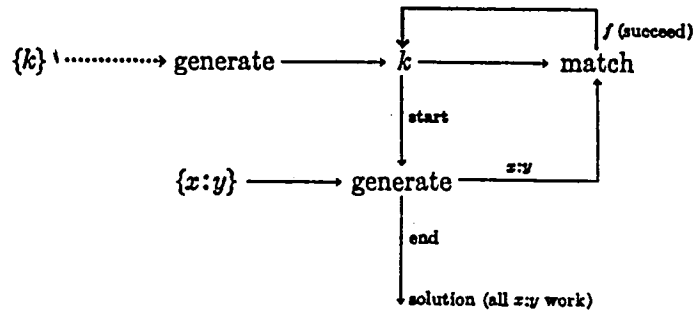 f (succeed)
{k} generate k match
start
{x:y} generate x:y
end
solution (all x:y work)